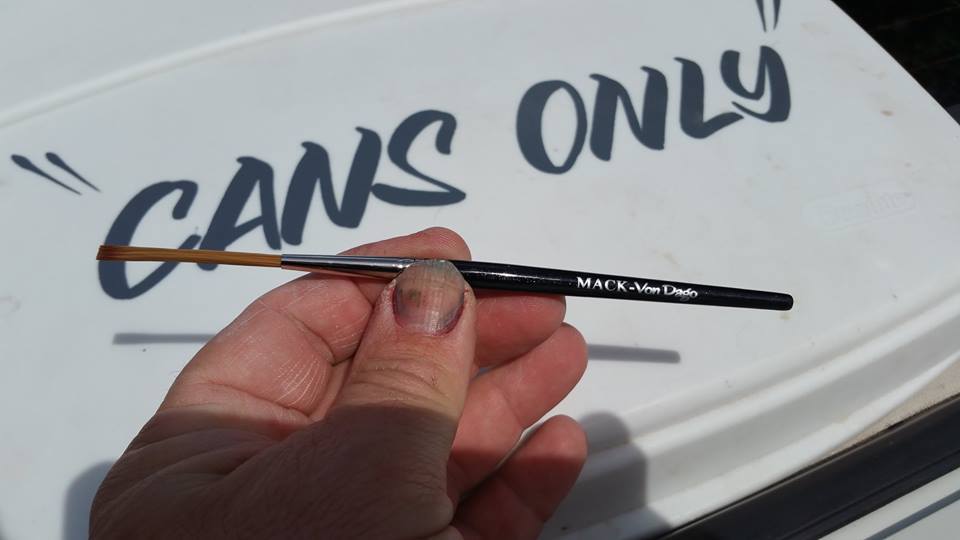 "CANS ONLY"
MACK-Von Dago